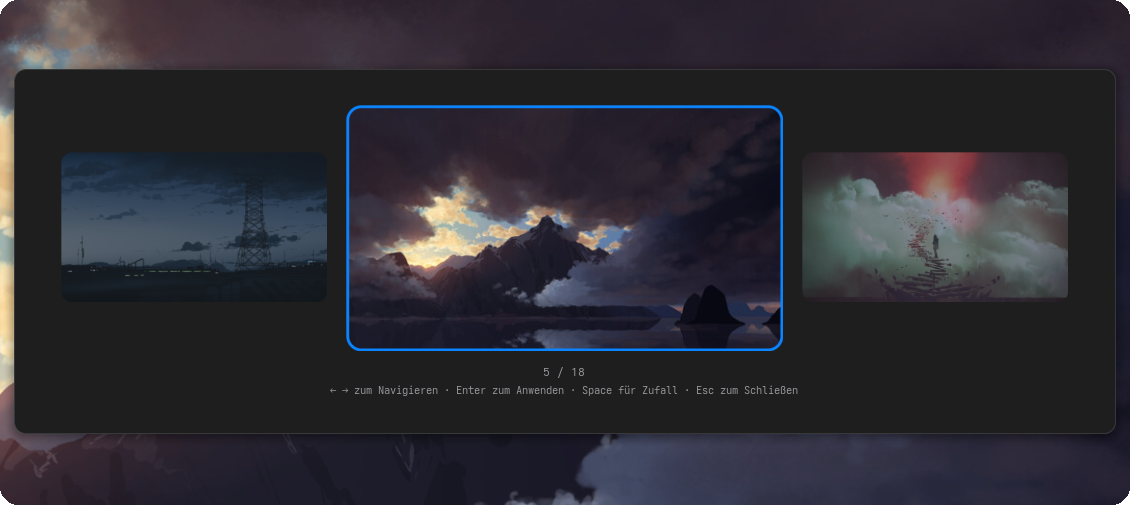 5 / 18
← → zum Navigieren · Enter zum Anwenden · Space für Zufall · Esc zum Schließen